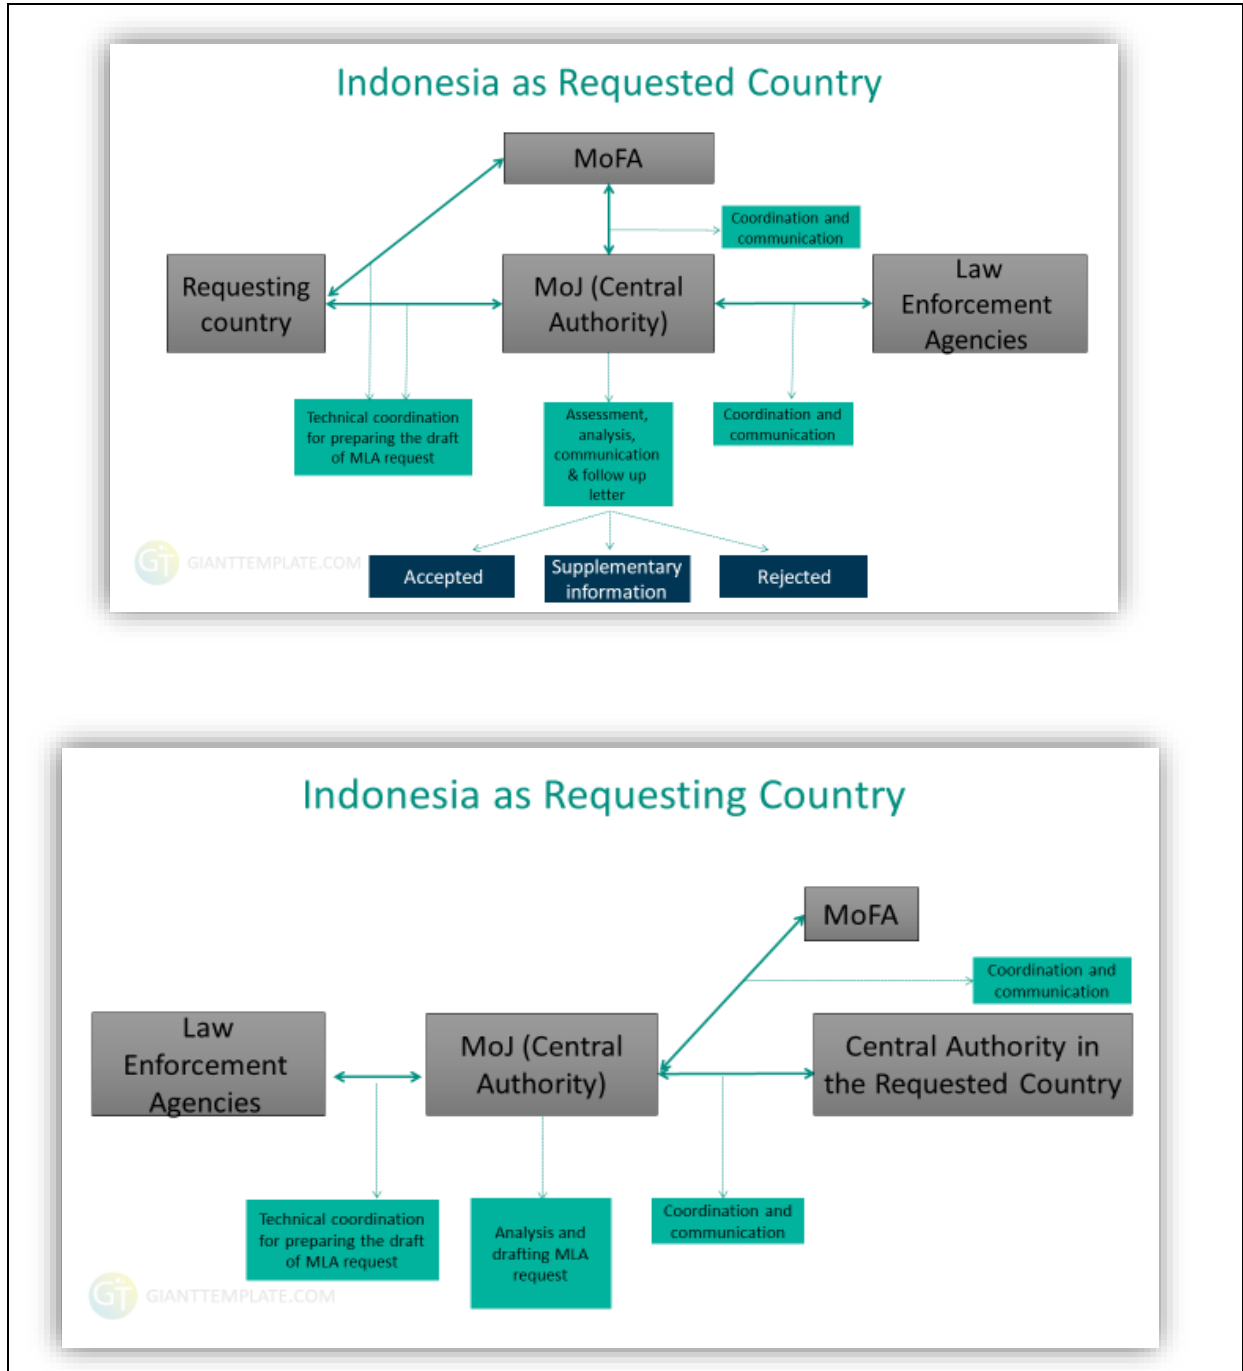 Indonesia as Requested Country
MoFA
Coordination and
communication
Requesting
country
MoJ (Central
Authority)
Law
Enforcement
Agencies
Technical coordination
for preparing the draft
of MLA request
Assessment,
analysis,
communication
& follow up
letter
Coordination and
communication
GT GIANTTEMPLATE.COM
Accepted
Supplementary
information
Rejected
Indonesia as Requesting Country
MoFA
Coordination and
communication
Law
Enforcement
Agencies
MoJ (Central
Authority)
Central Authority in
the Requested Country
Technical coordination
for preparing the draft
of MLA request
Analysis and
drafting MLA
request
Coordination and
communication
GT GIANTTEMPLATE.COM